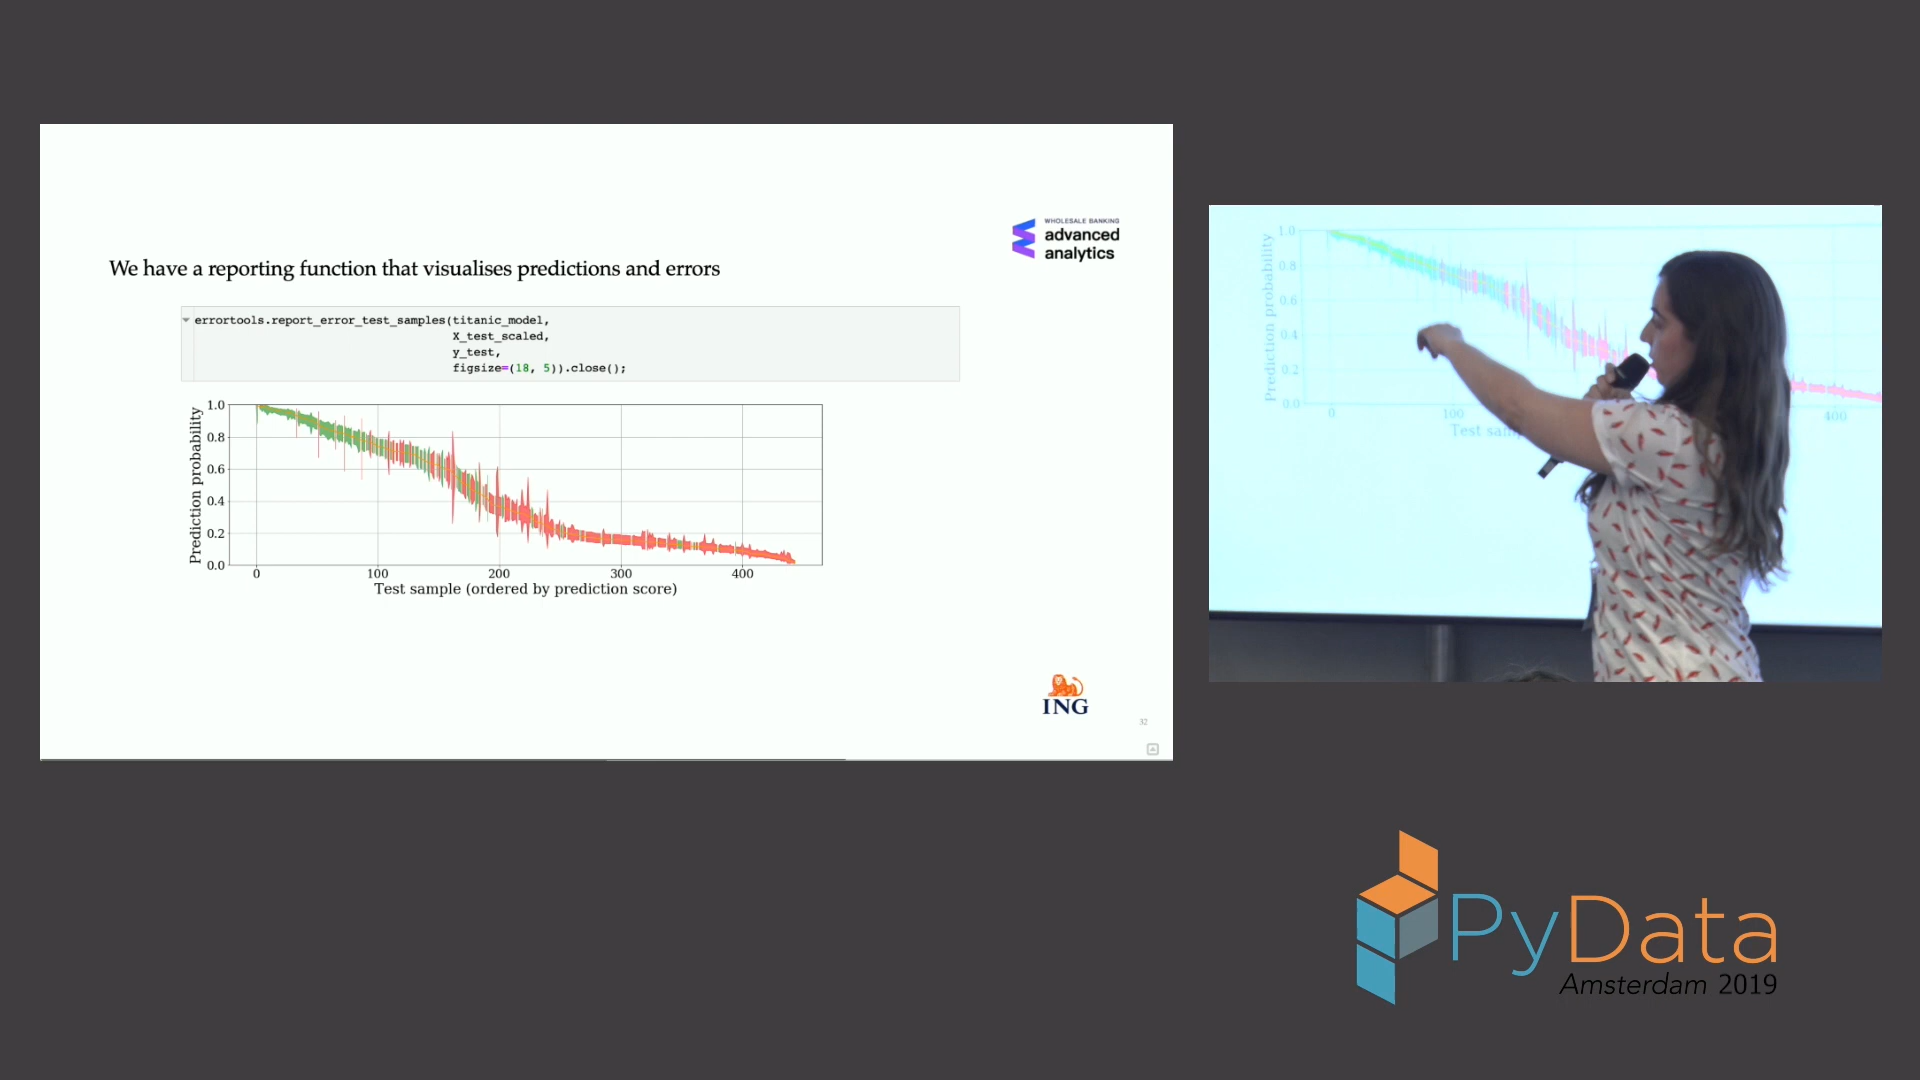 WHOLESALE BANKING
advanced
analytics
We have a reporting function that visualises predictions and errors
errortools.report_error_test_samples(titanic_model,
X_test_scaled,
y_test,
figsize=(18, 5)).close();
Prediction probability
1.0
0.8
0.6
0.4
0.2
0.0
0 100 200 300 400
Test sample (ordered by prediction score)
ING
32
Prediction probability
1.0
0.8
0.6
0.4
0.2
0.0
0 100 400
Test
PyData
Amsterdam 2019